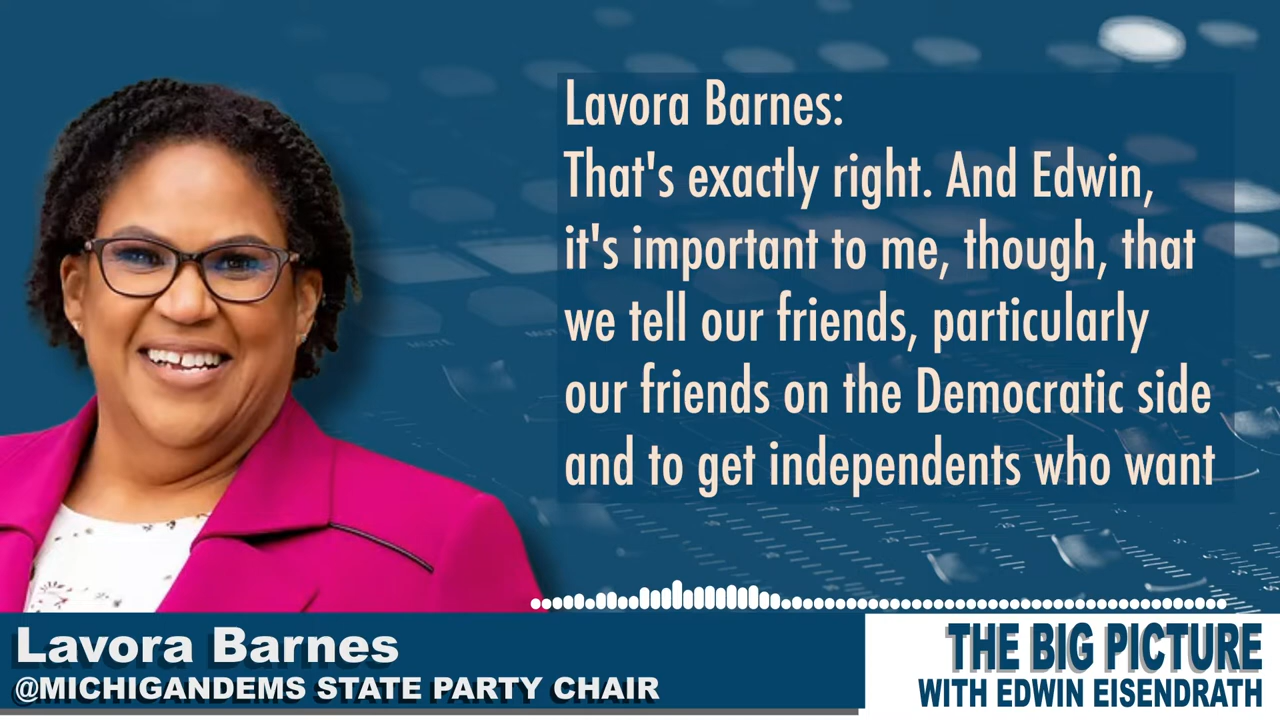 Lavora Barnes:
That's exactly right. And Edwin,
it's important to me, though, that
we tell our friends, particularly
our friends on the Democratic side
and to get independents who want
MUTE
Lavora Barnes
@MICHIGANDEMS STATE PARTY CHAIR
THE BIG PICTURE
WITH EDWIN EISENDRATH